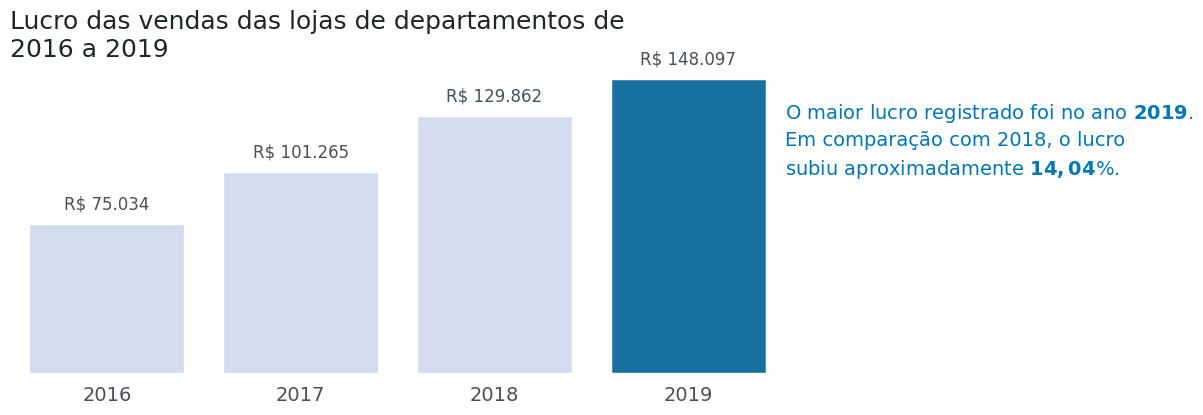 Lucro das vendas das lojas de departamentos de
2016 a 2019
R$ 148.097
R$ 129.862
R$ 101.265
R$ 75.034
O maior lucro registrado foi no ano 2019.
Em comparação com 2018, o lucro
subiu aproximadamente 14,04%.
2016
2017
2018
2019